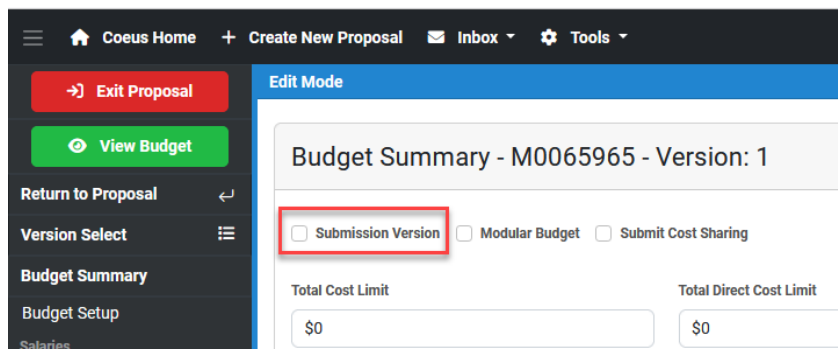 Coeus Home + Create New Proposal Inbox Tools
Exit Proposal
Edit Mode
View Budget
Budget Summary - M0065965 - Version: 1
Return to Proposal
Version Select
Submission Version Modular Budget Submit Cost Sharing
Budget Summary
Total Cost Limit Total Direct Cost Limit
Budget Setup
$0 $0
Salaries